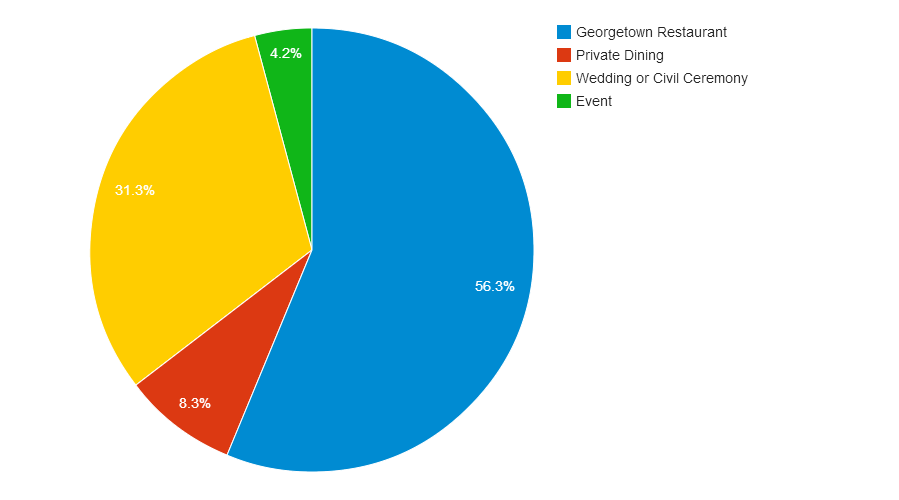 4.2%
Georgetown Restaurant
Private Dining
Wedding or Civil Ceremony
Event
31.3%
56.3%
8.3%